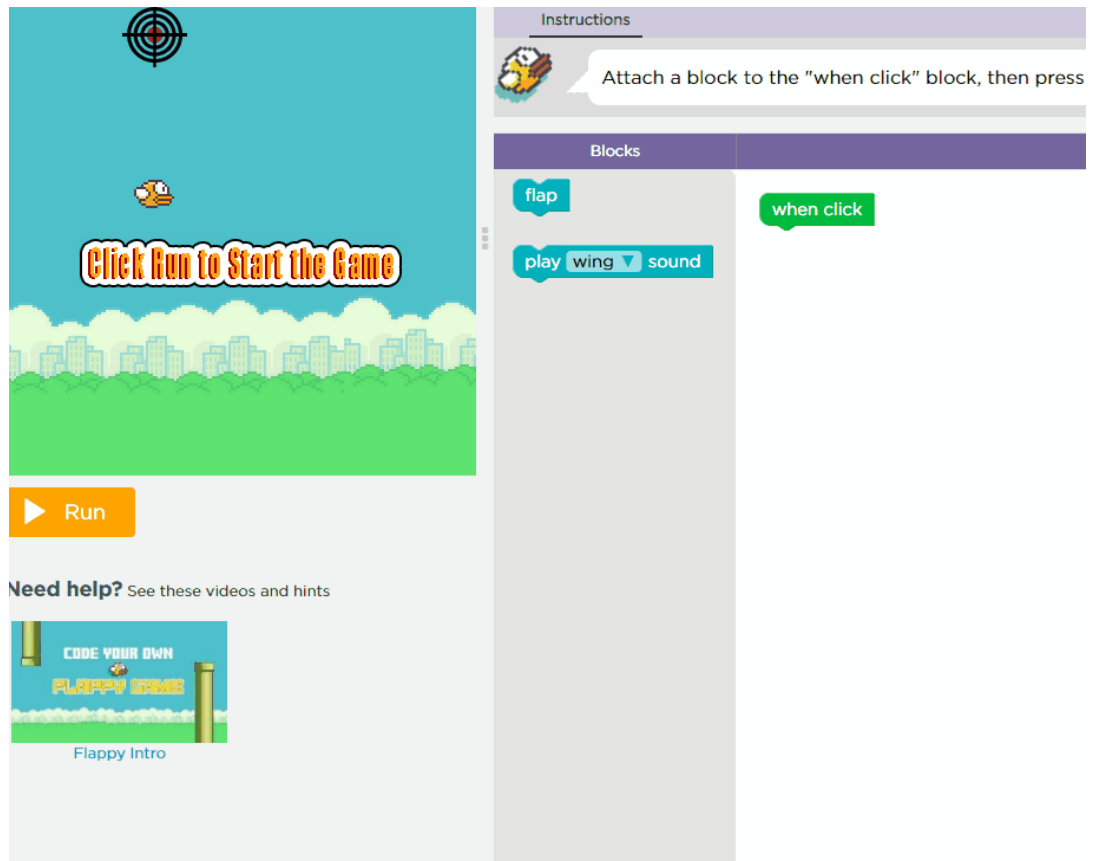 Instructions
Attach a block to the "when click" block, then press
Blocks
flap
when click
play wing ▼ sound
Click Run to Start the Game
Run
Need help? See these videos and hints
CODE YOUR OWN
FLAPPY GAME
Flappy Intro